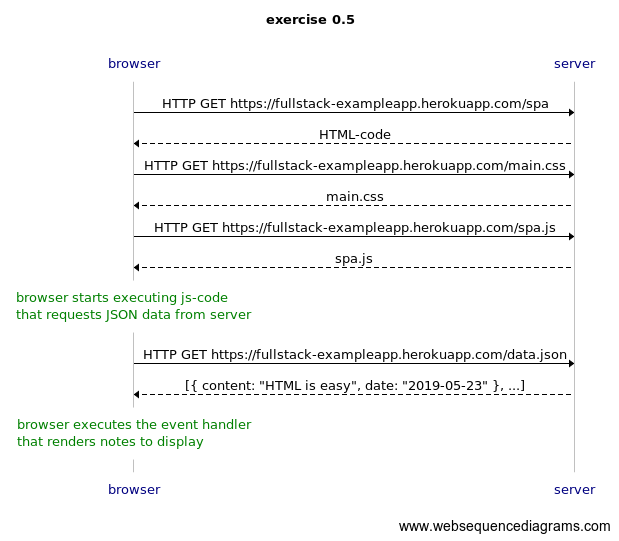 exercise 0.5
browser
server
HTTP GET https://fullstack-exampleapp.herokuapp.com/spa
HTML-code
HTTP GET https://fullstack-exampleapp.herokuapp.com/main.css
main.css
HTTP GET https://fullstack-exampleapp.herokuapp.com/spa.js
spa.js
browser starts executing js-code
that requests JSON data from server
HTTP GET https://fullstack-exampleapp.herokuapp.com/data.json
[{ content: "HTML is easy", date: "2019-05-23" }, ...]
browser executes the event handler
that renders notes to display
browser
server
www.websequencediagrams.com